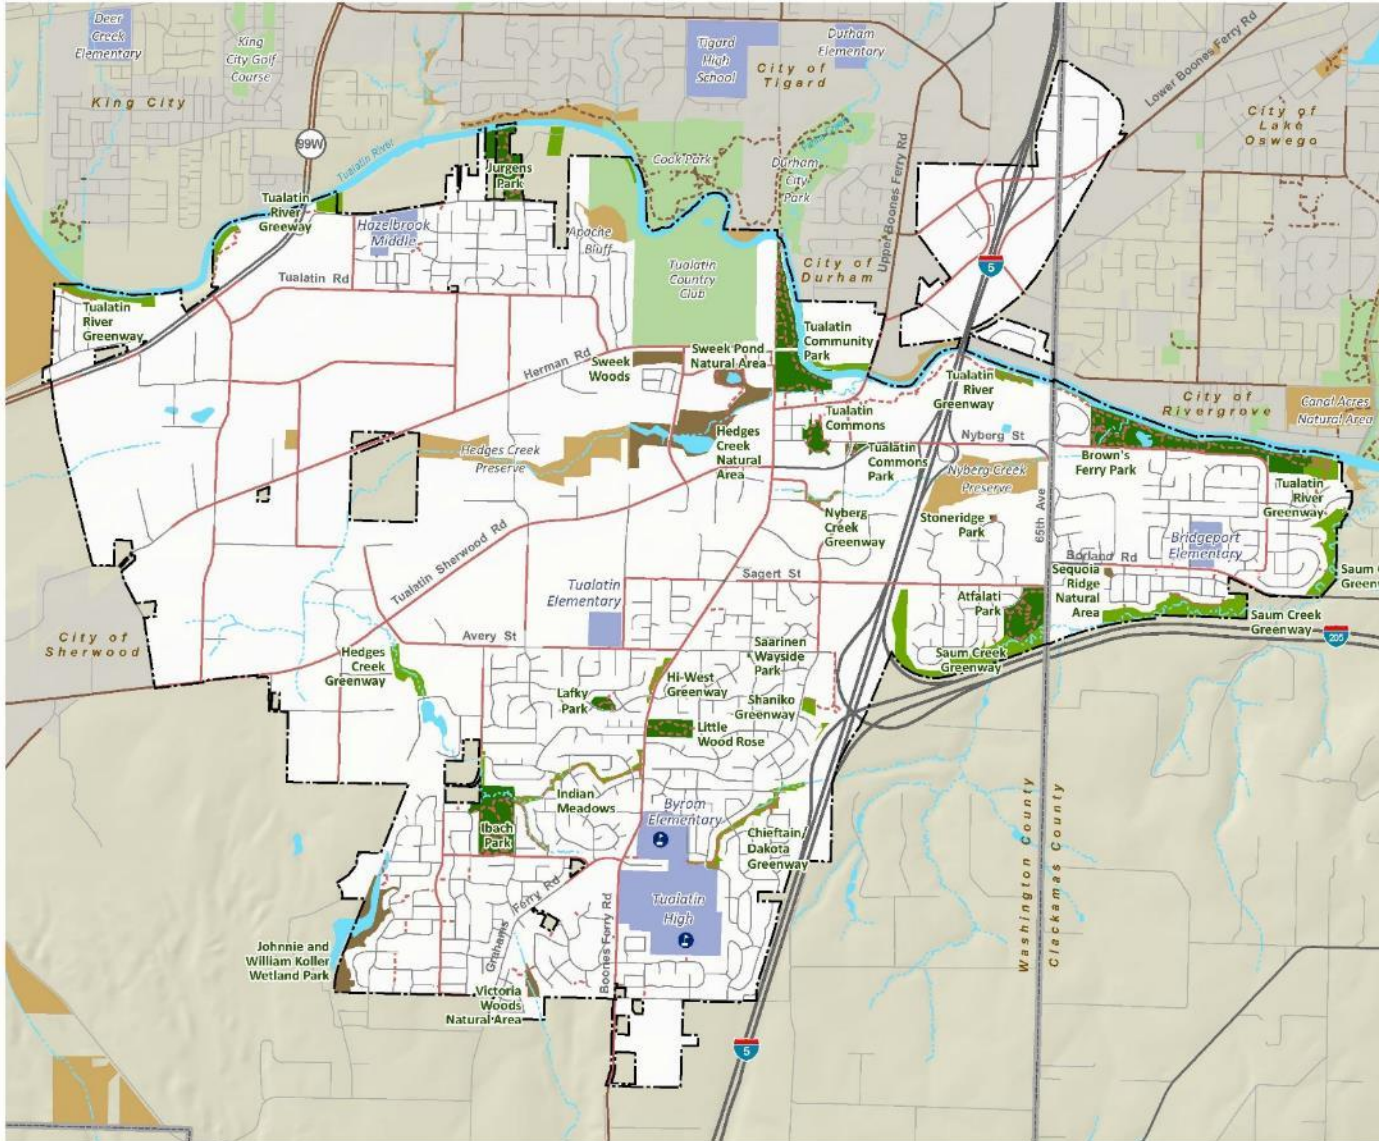 Deer
Creek
Elementary
King
City Golf
Course
Tigard
High
School
Durham
Elementary
City of
Tigard
King City
Lower Boones Ferry Rd
City of
Lake
Oswego
99W
Tualatin River
Jurgens
Park
Cook Park
Durham
City
Park
Upper Boones Ferry Rd
Tualatin
River
Greeway
Hazelbrook
Middle
Apache
Bluff
Tualatin
Country
Club
City of
Durham
5
Tualatin Rd
Tualatin
River
Greenway
Tualatin
Community
Park
Herman Rd
Sweek
Woods
Sweek Pond
Natural Area
Tualatin
River
Greenway
City of
Rivergrove
Canal Acres
Natural Area
Tualatin
Commons
Nyberg St
Hedges Creek
Preserve
Hedges
Creek
Natural
Area
Tualatin
Commons
Park
Nyberg Creek
Preserve
Brown's
Ferry Park
Tualatin
River
Greenway
Nyberg
Creek
Greenway
Stoneridge
Park
65th Ave
Bridgeport
Elementary
Borland Rd
Tualatin Sherwood Rd
Tualatin
Elementary
Sagert St
Sequoia
Ridge
Natural
Area
Atfalati
Park
Saum C
Greenw
Saum Creek
Greenway
205
City of
Sherwood
Avery St
Hedges
Creek
Greenway
Saarinen
Wayside
Park
Saum Creek
Greenway
Hi-West
Greenway
Lafky
Park
Shaniko
Greenway
Little
Wood Rose
Indian
Meadows
Byrom
Elementary
Ibach
Park
Chieftain/
Dakota
Greenway
Washington County
Clackamas County
Grahams Ferry Rd
Boones Ferry Rd
Tualatin
High
Johnnie and
William Koller
Wetland Park
Victoria
Woods
Natural Area
5